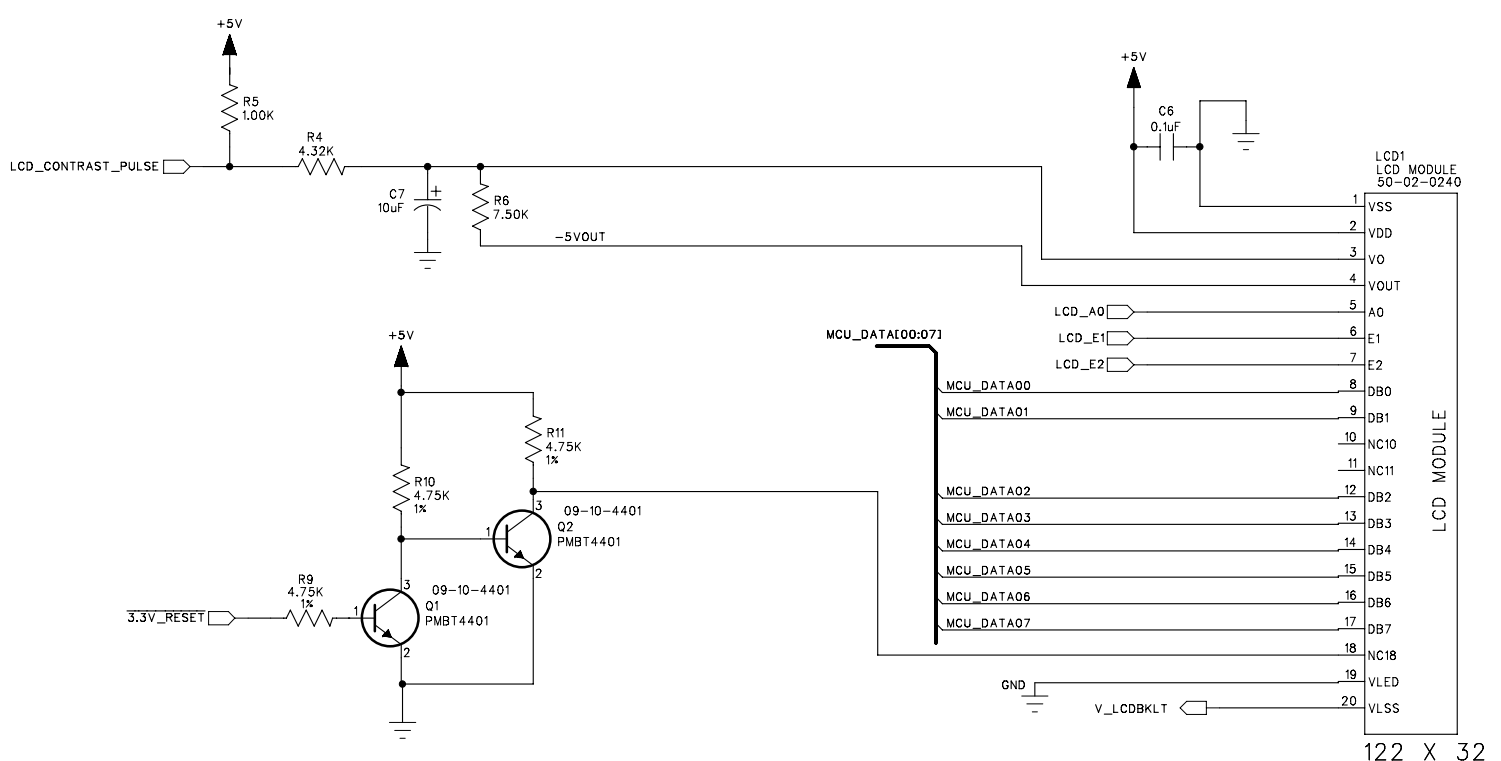 +5V
R5
1.00K
R4
4.32K
LCD_CONTRAST_PULSE
C7
10uF
+
R6
7.50K
-5VOUT
+5V
C6
0.1uF
LCD1
LCD MODULE
50-02-0240
1 VSS
2 VDD
3 VO
4 VOUT
LCD_A0 5 A0
LCD_E1 6 E1
LCD_E2 7 E2
MCU_DATA[00:07]
MCU_DATA00 8 DB0
MCU_DATA01 9 DB1
10 NC10
11 NC11
MCU_DATA02 12 DB2
MCU_DATA03 13 DB3
MCU_DATA04 14 DB4
MCU_DATA05 15 DB5
MCU_DATA06 16 DB6
MCU_DATA07 17 DB7
18 NC18
GND 19 VLED
V_LCDBKLT 20 VLSS
LCD MODULE
122 X 32
+5V
R11
4.75K
1%
R10
4.75K
1%
3
09-10-4401
1
Q2
PMBT4401
2
R9
4.75K
1%
3.3V_RESET
3
09-10-4401
1
Q1
PMBT4401
2